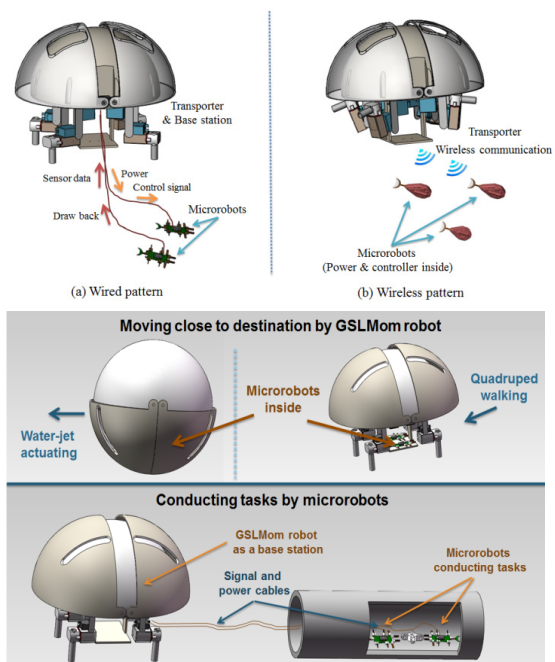 Transporter
& Base station
Sensor data
Power
Control signal
Draw back
Microrobots
(a) Wired pattern
Transporter
Wireless communication
Microrobots
(Power & controller inside)
(b) Wireless pattern
Moving close to destination by GSLMom robot
Microrobots
inside
Water-jet
actuating
Quadruped
walking
Conducting tasks by microrobots
GSLMom robot
as a base station
Signal and
power cables
Microrobots
conducting tasks